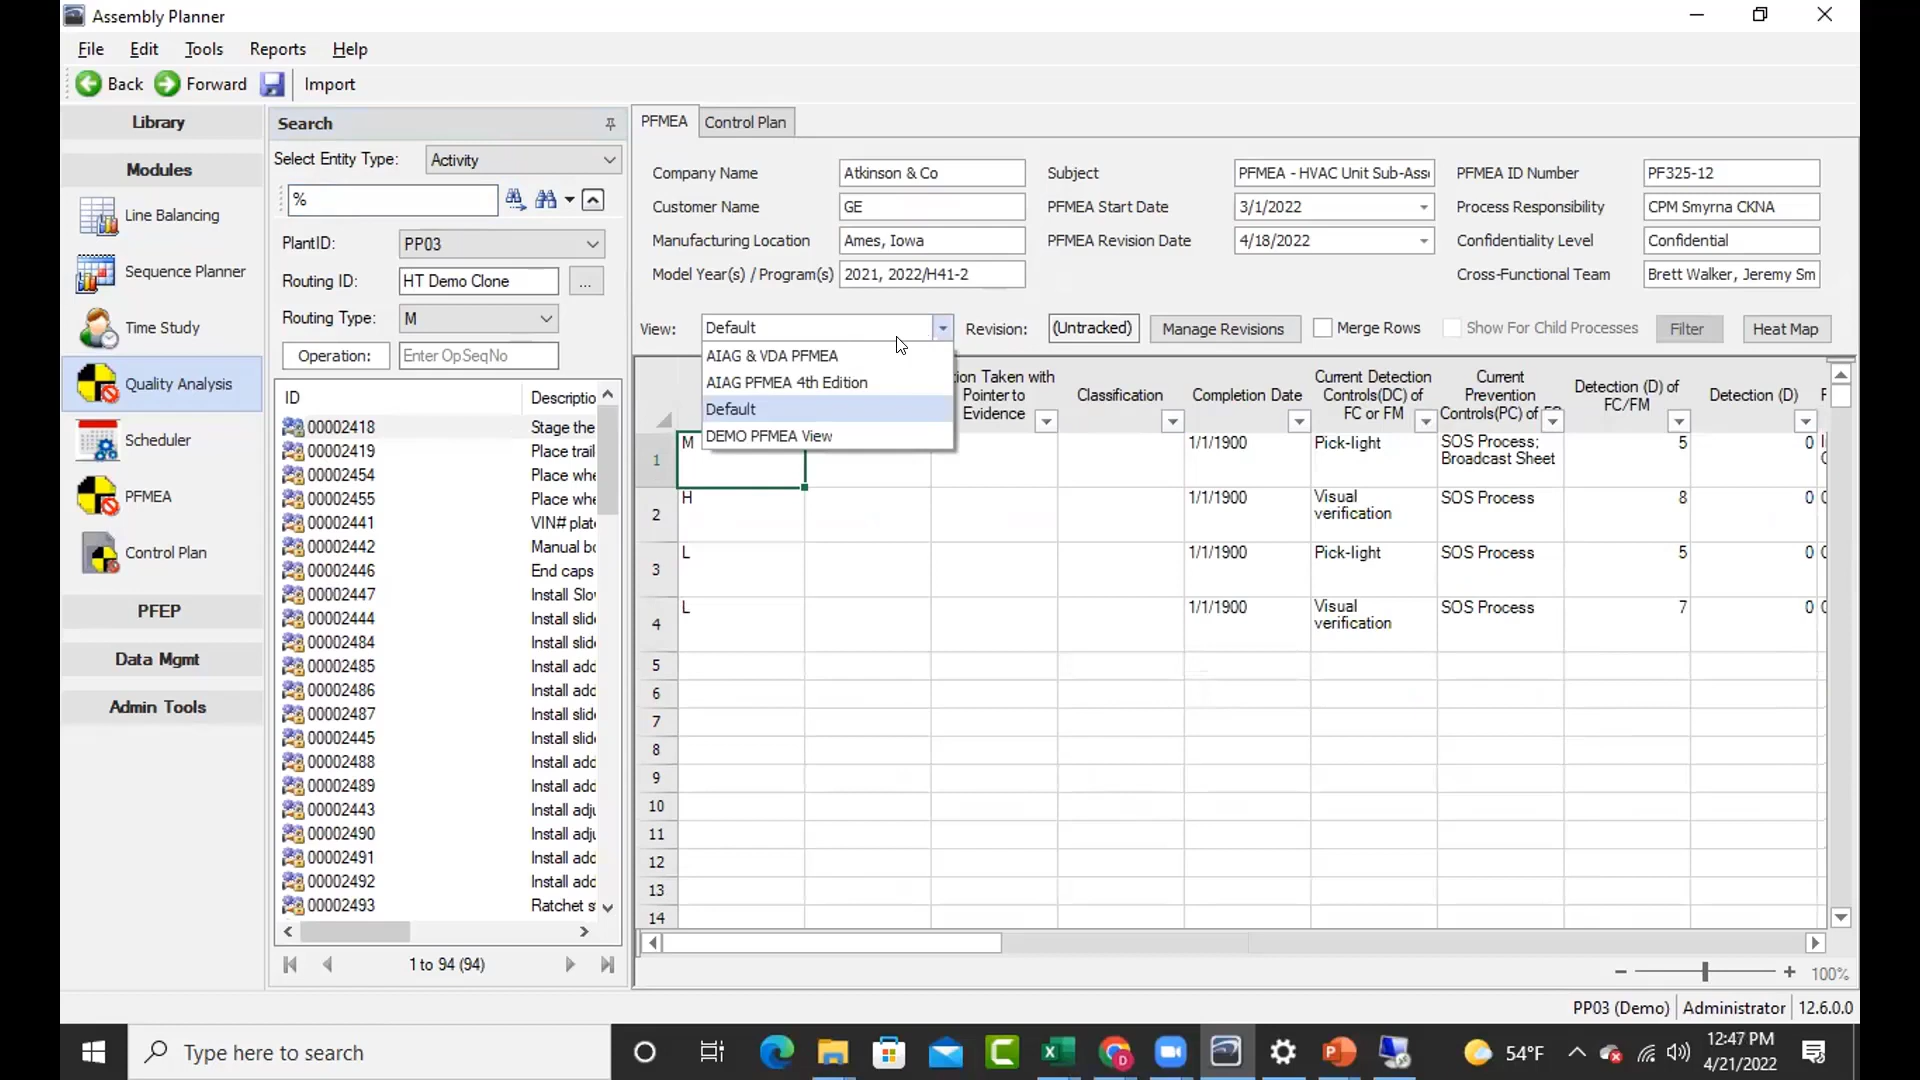 Assembly Planner
File Edit Tools Reports Help
Back Forward Import
Library
Modules
Line Balancing
Sequence Planner
Time Study
Quality Analysis
Scheduler
PFMEA
Control Plan
PFEP
Data Mgmt
Admin Tools
Search
Select Entity Type: Activity
%
PlantID: PP03
Routing ID: HT Demo Clone ...
Routing Type: M
Operation: Enter OpSeqNo
ID Descriptio
00002418 Stage the
00002419 Place trail
00002454 Place whe
00002455 Place whe
00002441 VIN# plat
00002442 Manual bo
00002446 End caps
00002447 Install Slo
00002444 Install slid
00002484 Install slid
00002485 Install add
00002486 Install add
00002487 Install slid
00002445 Install slid
00002488 Install add
00002489 Install add
00002443 Install adju
00002490 Install adju
00002491 Install add
00002492 Install add
00002493 Ratchet s
1 to 94 (94)
PFMEA Control Plan
Company Name Atkinson & Co Subject PFMEA - HVAC Unit Sub-Ass PFMEA ID Number PF325-12
Customer Name GE PFMEA Start Date 3/1/2022 Process Responsibility CPM Smyrna CKNA
Manufacturing Location Ames, Iowa PFMEA Revision Date 4/18/2022 Confidentiality Level Confidential
Model Year(s) / Program(s) 2021, 2022/H41-2 Cross-Functional Team Brett Walker, Jeremy Sm
View: Default Revision: (Untracked) Manage Revisions Merge Rows Show For Child Processes Filter Heat Map
AIAG & VDA PFMEA
AIAG PFMEA 4th Edition
Default
DEMO PFMEA View
ion Taken with
Pointer to
Evidence
Classification
Completion Date
Current Detection
Controls(DC) of
FC or FM
Current
Prevention
Controls(PC) of
Detection (D) of
FC/FM
Detection (D)
1 M 1/1/1900 Pick-light SOS Process; 5 0
Broadcast Sheet
2 H 1/1/1900 Visual SOS Process 8 0
verification
3 L 1/1/1900 Pick-light SOS Process 5 0
4 L 1/1/1900 Visual SOS Process 7 0
verification
5
6
7
8
9
10
11
12
13
14
100%
PP03 (Demo) Administrator 12.6.0.0
Type here to search
54°F
12:47 PM
4/21/2022